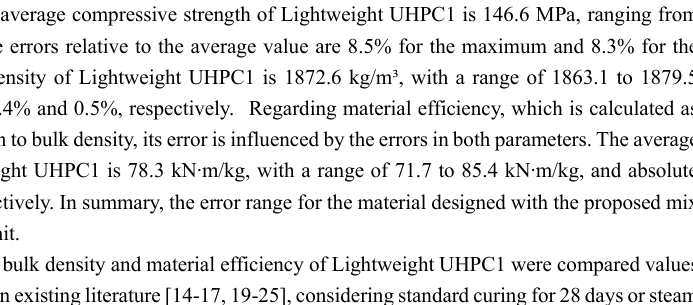 average compressive strength of Lightweight UHPC1 is 146.6 MPa, ranging from
errors relative to the average value are 8.5% for the maximum and 8.3% for the
ensity of Lightweight UHPC1 is 1872.6 kg/m³, with a range of 1863.1 to 1879.5
.4% and 0.5%, respectively. Regarding material efficiency, which is calculated as
to bulk density, its error is influenced by the errors in both parameters. The average
ght UHPC1 is 78.3 kN·m/kg, with a range of 71.7 to 85.4 kN·m/kg, and absolute
ctively. In summary, the error range for the material designed with the proposed mix
it.
bulk density and material efficiency of Lightweight UHPC1 were compared values
n existing literature [14-17, 19-25], considering standard curing for 28 days or steam